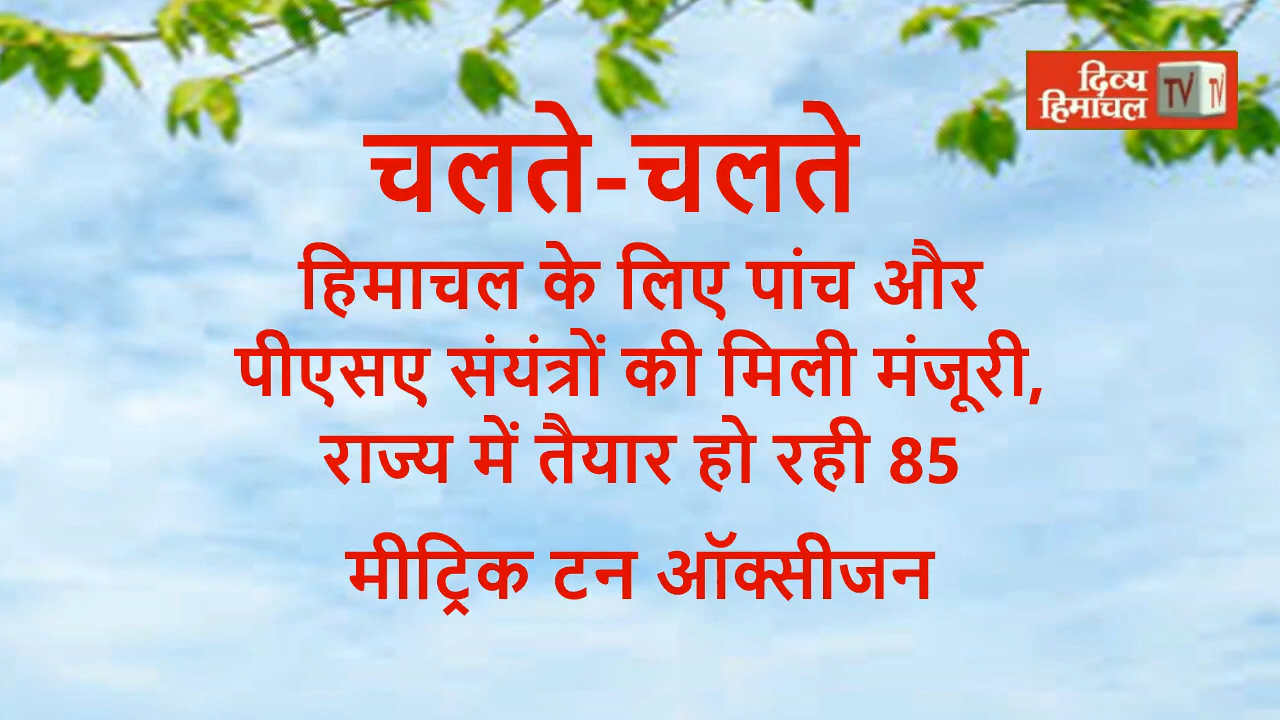 दिव्य
हिमाचल TV TV
चलते-चलते
हिमाचल के लिए पांच और
पीएसए संयंत्रों की मिली मंजूरी,
राज्य में तैयार हो रही 85
मीट्रिक टन ऑक्सीजन